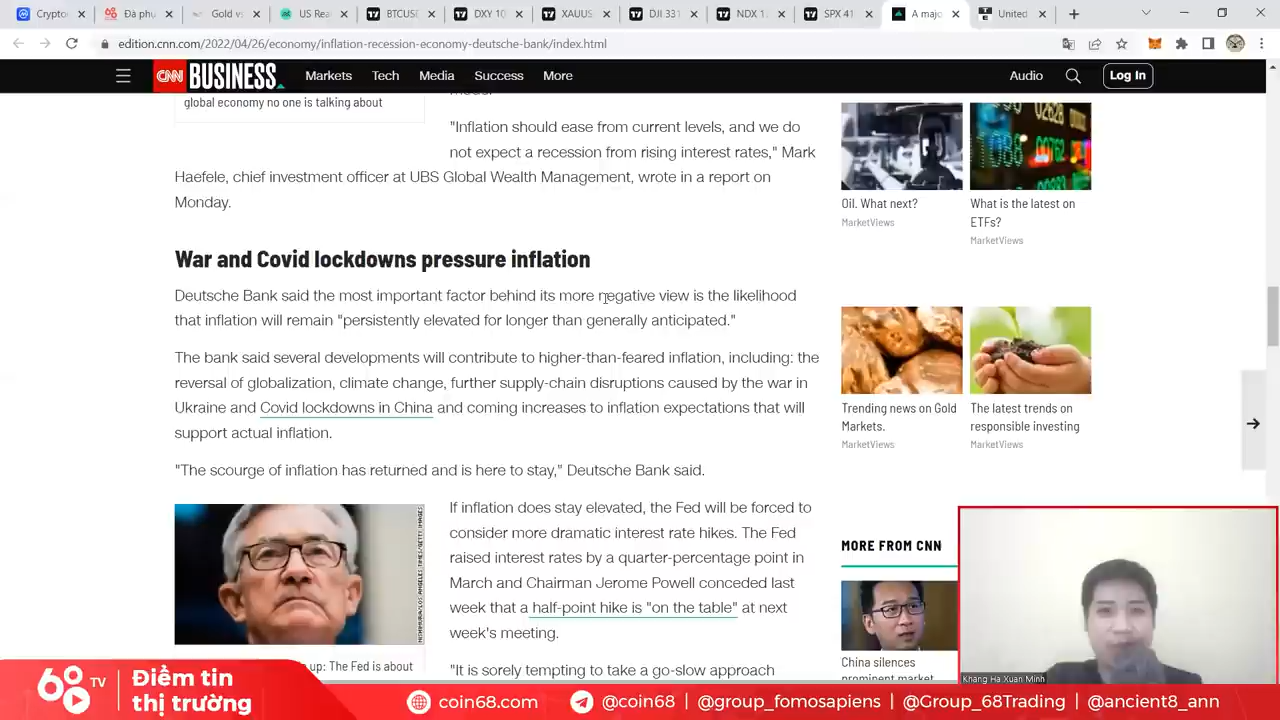 Crypto
Đà phụ
Gold vs
US Rea
BTCUSD
DXY 10
XAUUS
DJI 331
NDX 1
SPX 41
A majo
United
edition.cnn.com/2022/04/26/economy/inflation-recession-economy-deutsche-bank/index.html
CNN BUSINESS
Markets
Tech
Media
Success
More
Audio
Log In
global economy no one is talking about
"Inflation should ease from current levels, and we do
not expect a recession from rising interest rates," Mark
Haefele, chief investment officer at UBS Global Wealth Management, wrote in a report on
Monday.
War and Covid lockdowns pressure inflation
Deutsche Bank said the most important factor behind its more negative view is the likelihood
that inflation will remain "persistently elevated for longer than generally anticipated."
The bank said several developments will contribute to higher-than-feared inflation, including: the
reversal of globalization, climate change, further supply-chain disruptions caused by the war in
Ukraine and Covid lockdowns in China and coming increases to inflation expectations that will
support actual inflation.
"The scourge of inflation has returned and is here to stay," Deutsche Bank said.
If inflation does stay elevated, the Fed will be forced to
consider more dramatic interest rate hikes. The Fed
raised interest rates by a quarter-percentage point in
March and Chairman Jerome Powell conceded last
week that a half-point hike is "on the table" at next
week's meeting.
"It is sorely tempting to take a go-slow approach
up: The Fed is about
Oil. What next?
MarketViews
What is the latest on
ETFs?
MarketViews
Trending news on Gold
Markets.
MarketViews
The latest trends on
responsible investing
MarketViews
MORE FROM CNN
China silences
prominent market
Khang Ha Xuan Minh
68 TV
Điểm tin
thị trường
coin68.com
@coin68 | @group_fomosapiens | @Group_68Trading | @ancient8_ann